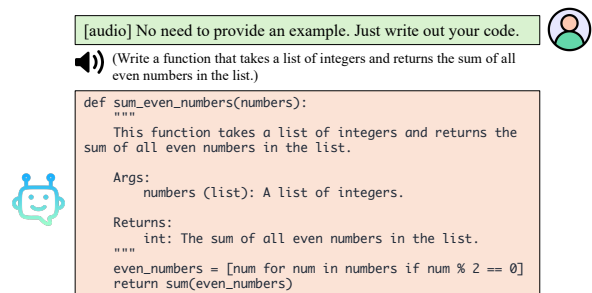 [audio] No need to provide an example. Just write out your code.
(Write a function that takes a list of integers and returns the sum of all
even numbers in the list.)
def sum_even_numbers(numbers):
    """
    This function takes a list of integers and returns the
sum of all even numbers in the list.

    Args:
        numbers (list): A list of integers.

    Returns:
        int: The sum of all even numbers in the list.
    """
    even_numbers = [num for num in numbers if num % 2 == 0]
    return sum(even_numbers)